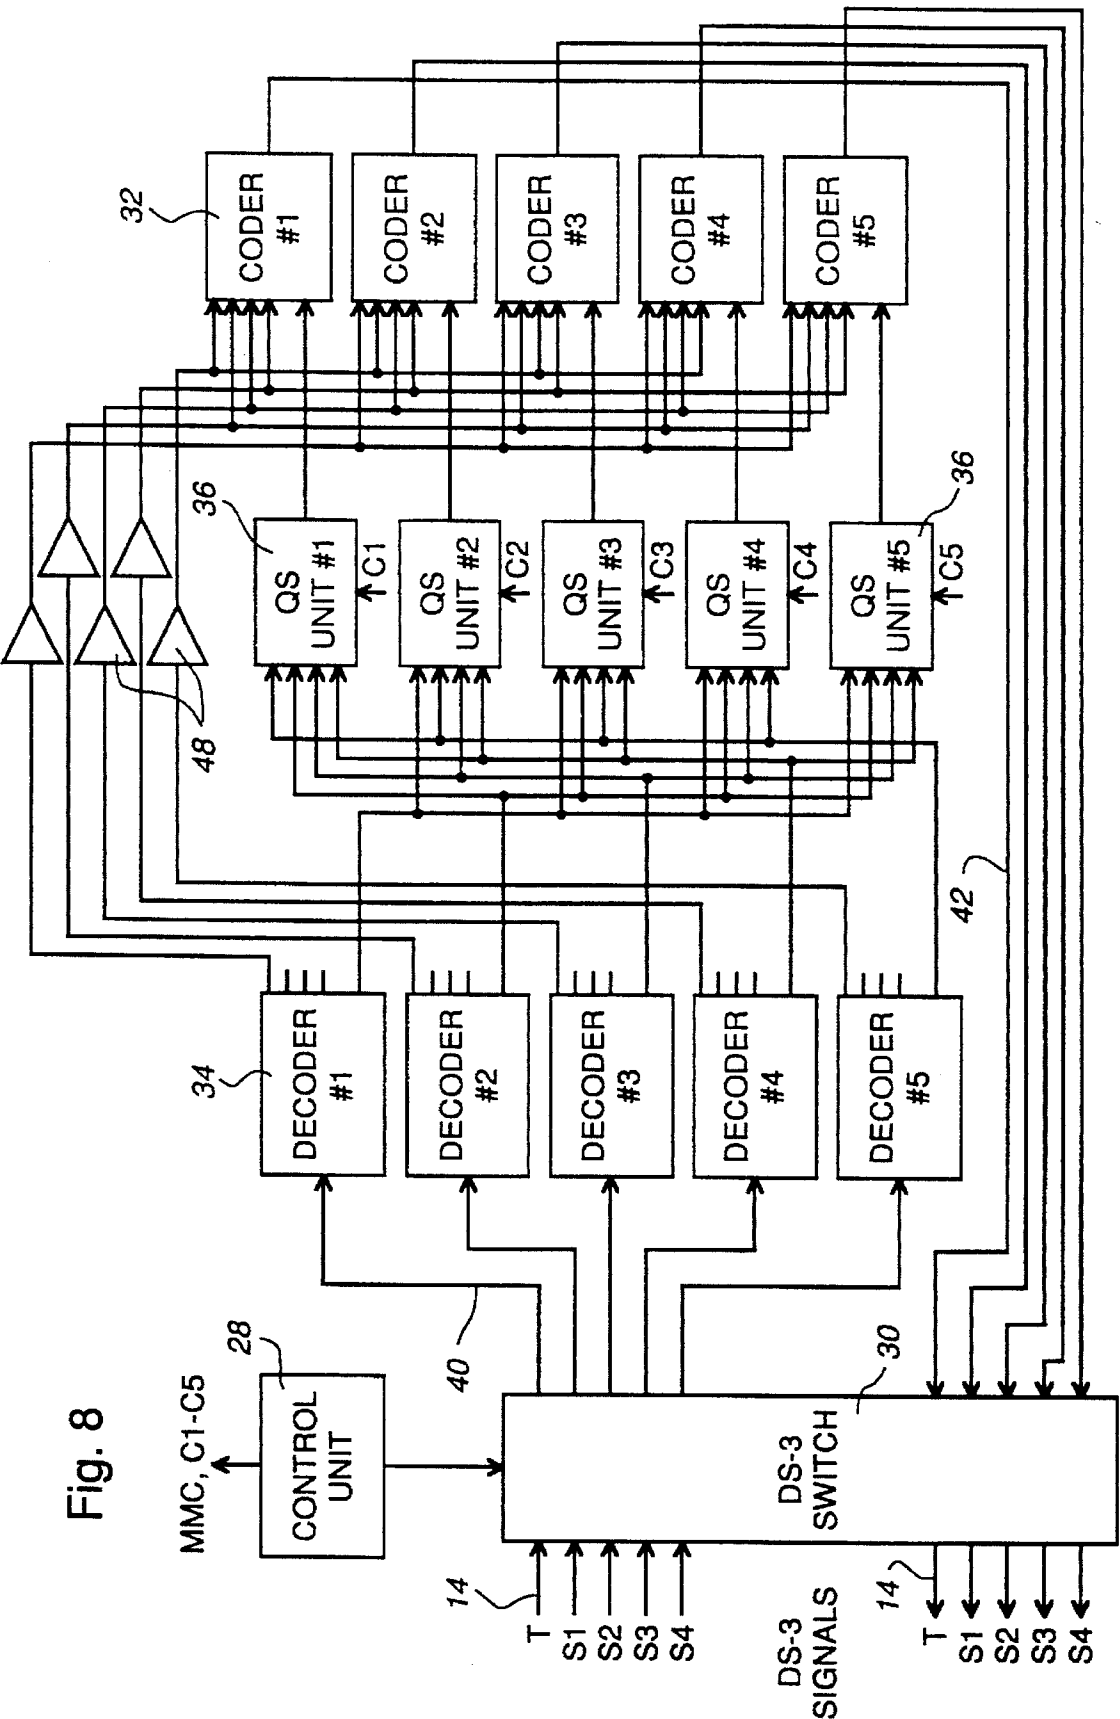 Fig. 8
MMC, C1-C5
28
CONTROL
UNIT
14
T
S1
S2
S3
S4
DS-3
SIGNALS
14
T
S1
S2
S3
S4
DS-3
SWITCH
30
40
34
DECODER
#1
DECODER
#2
DECODER
#3
DECODER
#4
DECODER
#5
42
48
36
QS
UNIT #1
C1
QS
UNIT #2
C2
QS
UNIT #3
C3
QS
UNIT #4
C4
QS
UNIT #5
C5
36
32
CODER
#1
CODER
#2
CODER
#3
CODER
#4
CODER
#5